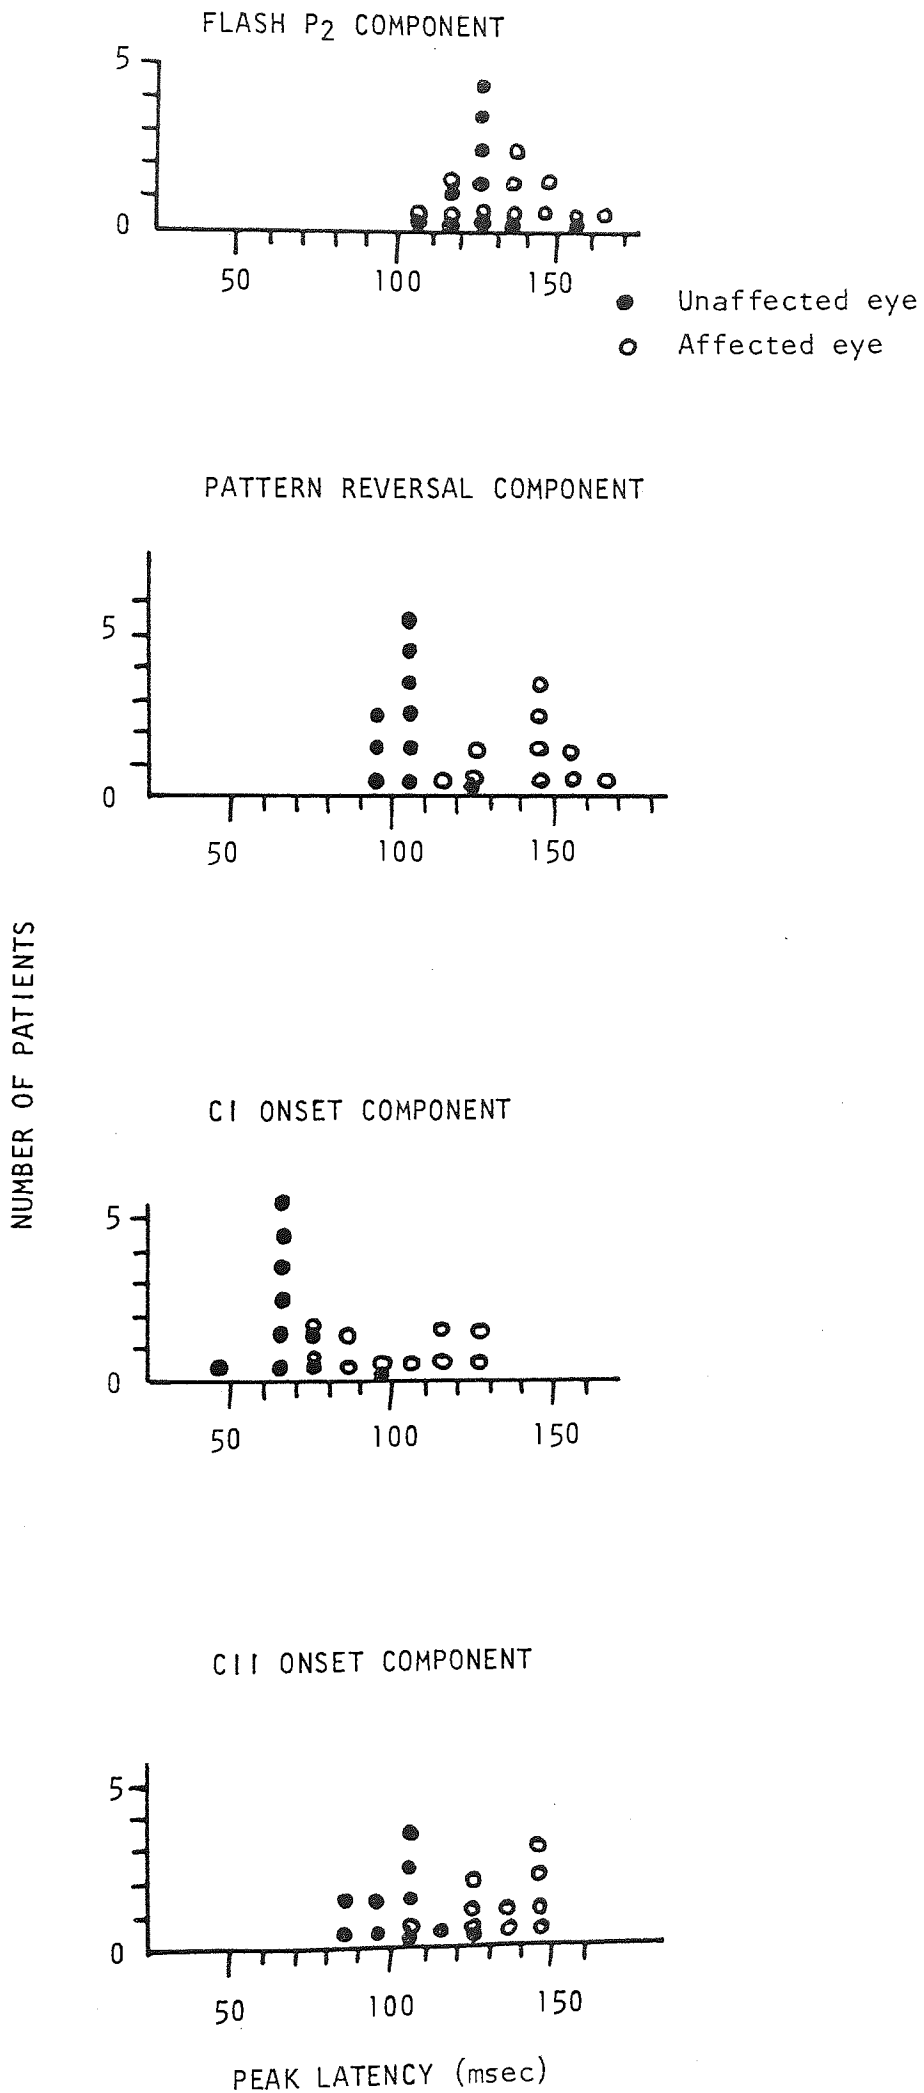 FLASH P2 COMPONENT
5
0
50 100 150
Unaffected eye
Affected eye
PATTERN REVERSAL COMPONENT
5
0
50 100 150
NUMBER OF PATIENTS
CI ONSET COMPONENT
5
0
50 100 150
CII ONSET COMPONENT
5
0
50 100 150
PEAK LATENCY (msec)